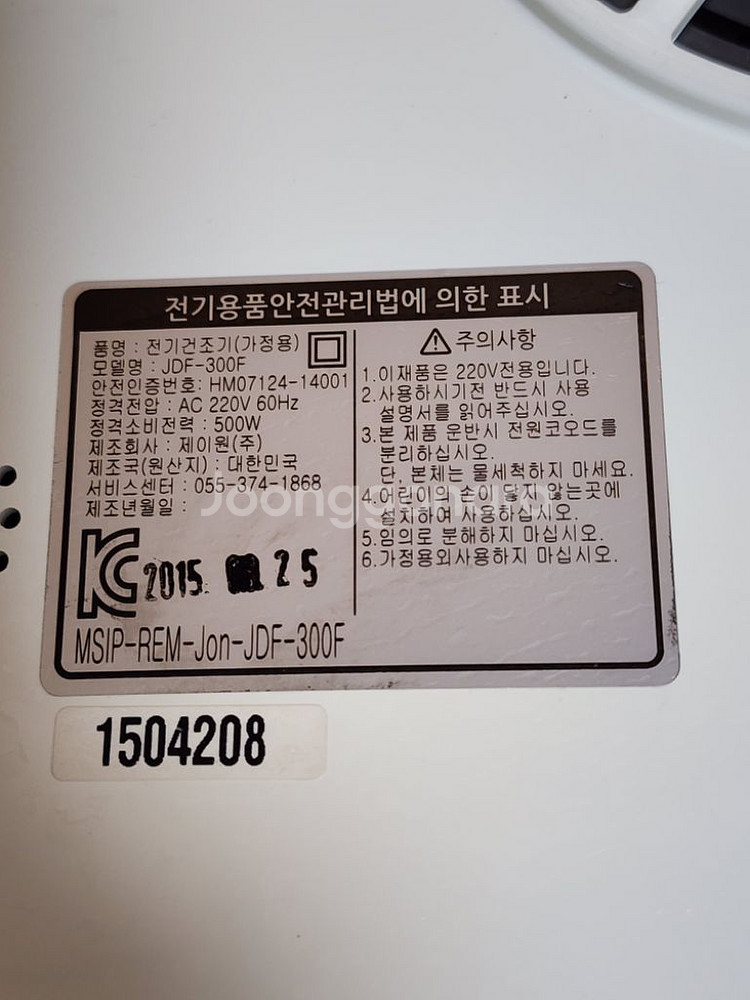 전기용품안전관리법에 의한 표시
품명 : 전기건조기(가정용)
모델명 : JDF-300F
안전인증번호: HM07124-14001
정격전압 : AC 220V 60Hz
정격소비전력 : 500W
제조회사 : 제이원(주)
제조국(원산지) : 대한민국
서비스센터 : 055-374-1868
제조년월일 :
2015. 25
MSIP-REM-Jon-JDF-300F
주의사항
1.이재품은 220V전용입니다.
2.사용하시기전 반드시 사용
설명서를 읽어주십시오.
3.본 제품 운반시 전원코오드를
분리하십시오.
단, 본체는 물세척하지 마세요.
4.어린이의 손이 닿지 않는곳에
설치하여 사용하십시오.
5.임의로 분해하지 마십시오.
6.가정용외사용하지 마십시오.
1504208